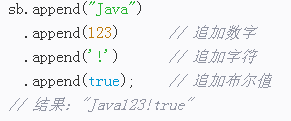 sb.append("Java")
  .append(123)      // 追加数字
  .append('!')      // 追加字符
  .append(true);    // 追加布尔值
// 结果："Java123!true"